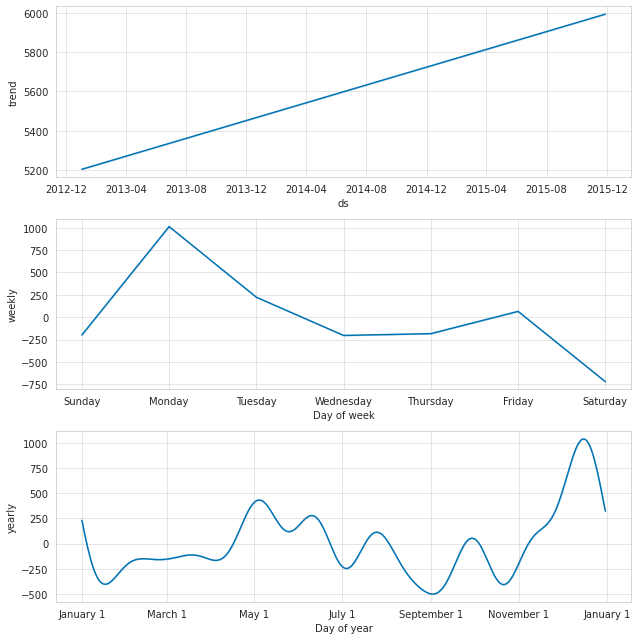 6000
5800
5600
5400
5200
trend
2012-12 2013-04 2013-08 2013-12 2014-04 2014-08 2014-12 2015-04 2015-08 2015-12
ds
1000
750
500
250
0
−250
−500
−750
weekly
Sunday Monday Tuesday Wednesday Thursday Friday Saturday
Day of week
1000
750
500
250
0
−250
−500
yearly
January 1 March 1 May 1 July 1 September 1 November 1 January 1
Day of year